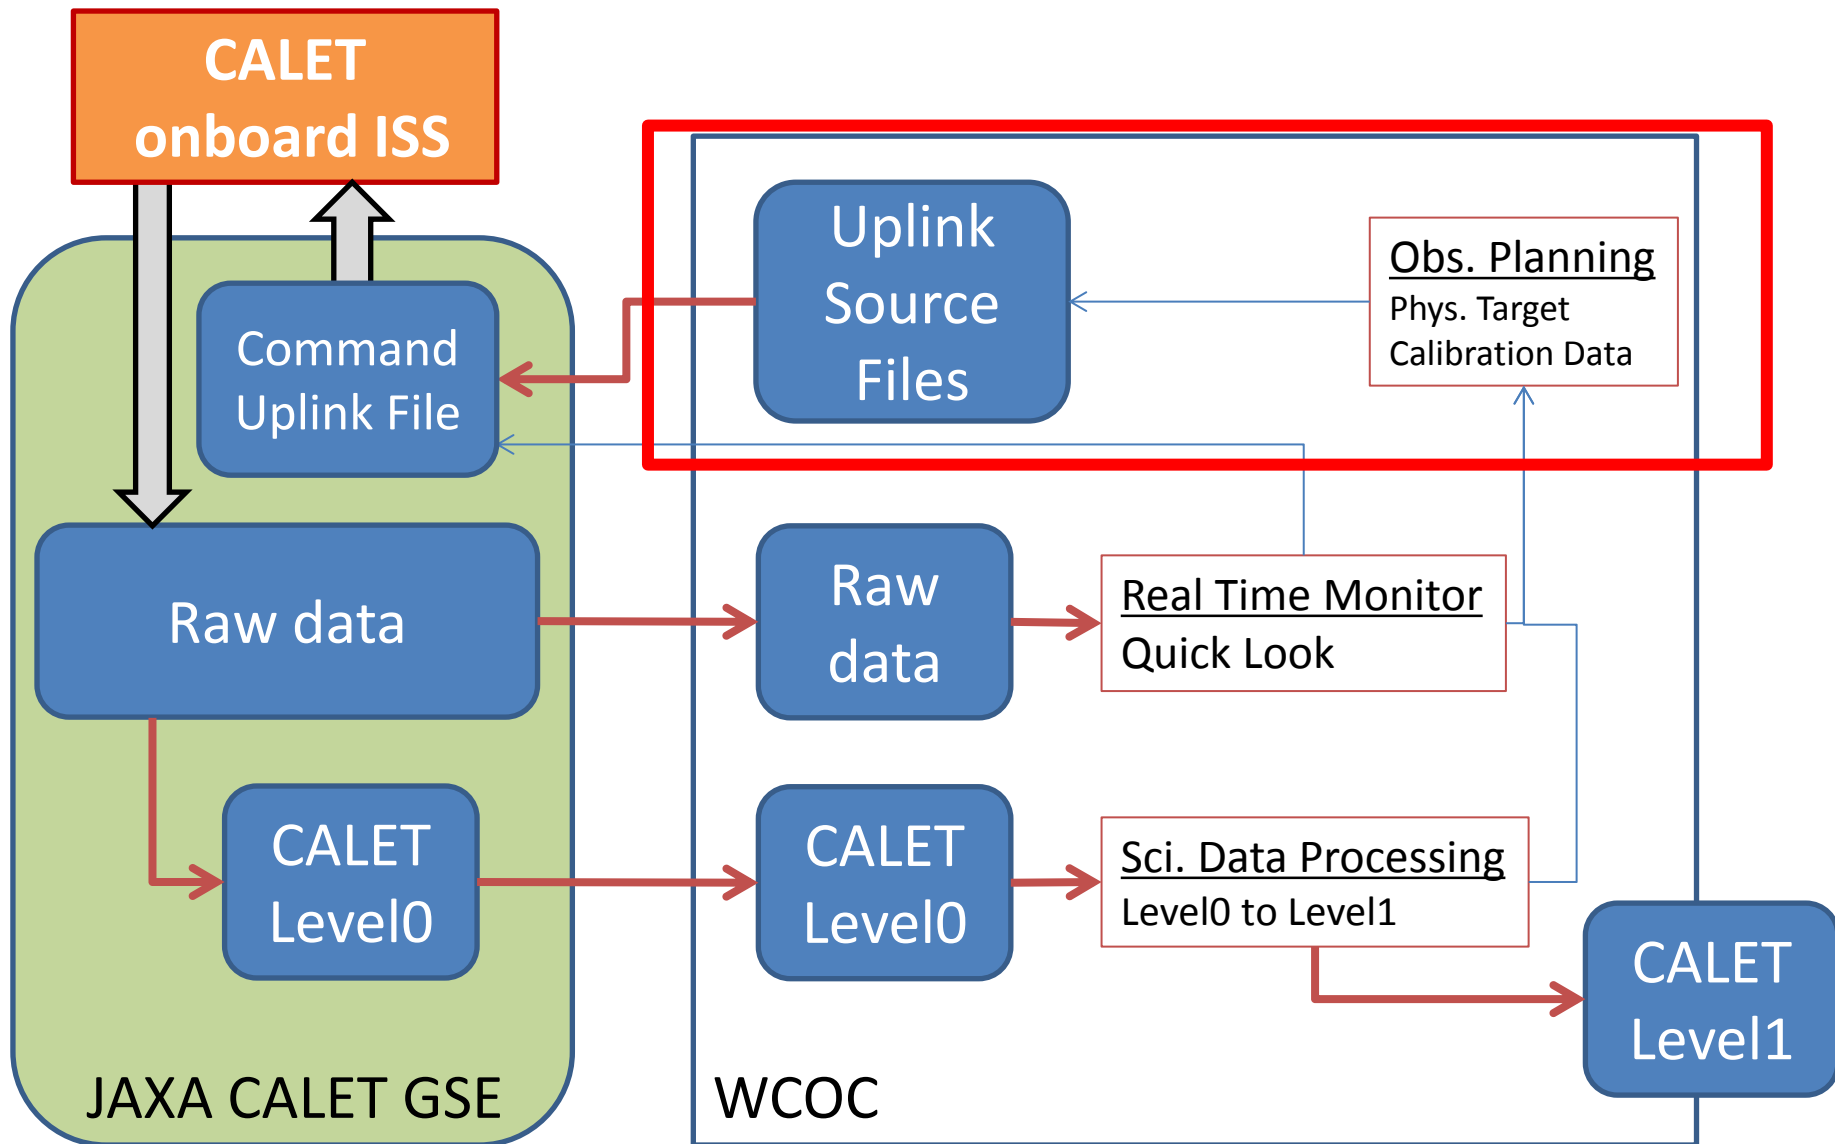 CALET
onboard ISS
Uplink
Source
Files
Obs. Planning
Phys. Target
Calibration Data
Command
Uplink File
Raw data
Raw
data
Real Time Monitor
Quick Look
CALET
Level0
CALET
Level0
Sci. Data Processing
Level0 to Level1
CALET
Level1
JAXA CALET GSE
WCOC